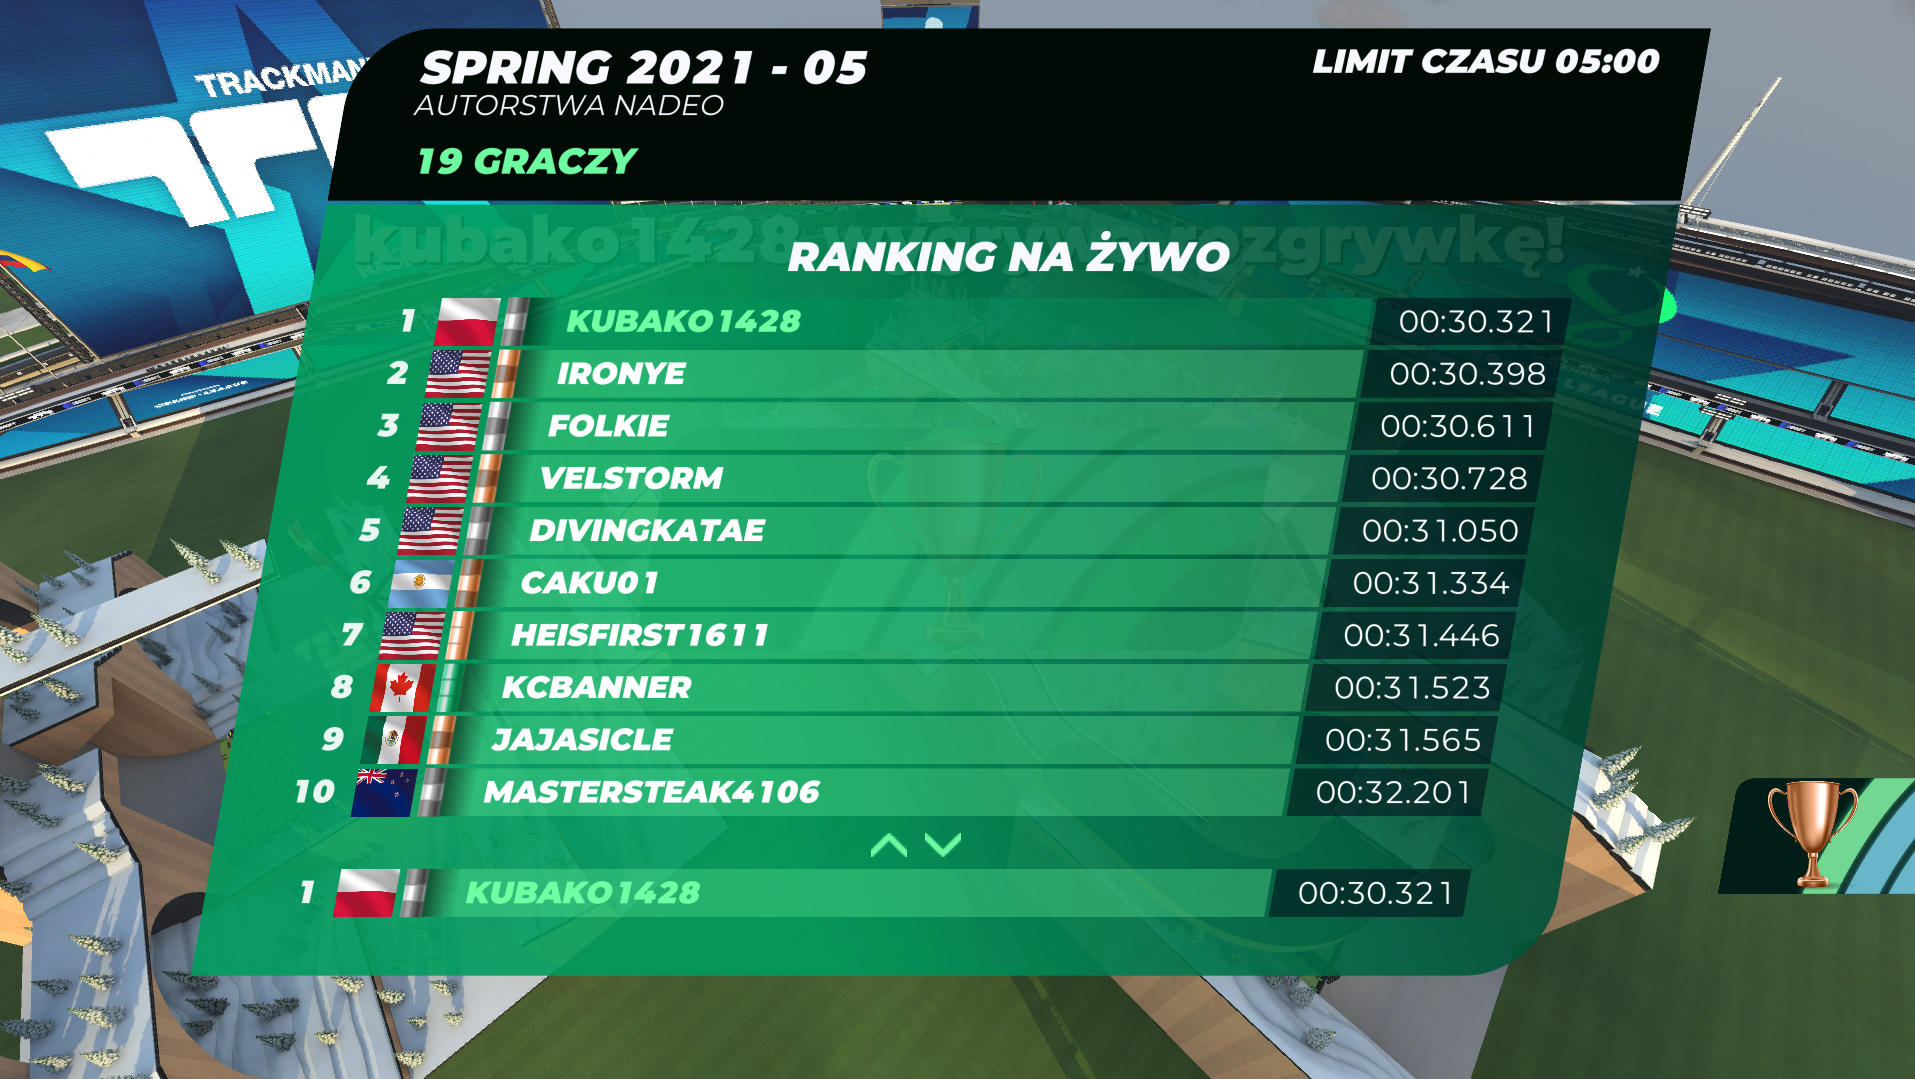 TRACKMAN
SPRING 2021 - 05
AUTORSTWA NADEO
19 GRACZY
LIMIT CZASU 05:00
kubako1428 wygrywa rozgrywkę!
RANKING NA ŻYWO
1 KUBAKO1428 00:30.321
2 IRONYE 00:30.398
3 FOLKIE 00:30.611
4 VELSTORM 00:30.728
5 DIVINGKATAE 00:31.050
6 CAKU01 00:31.334
7 HEISFIRST1611 00:31.446
8 KCBANNER 00:31.523
9 JAJASICLE 00:31.565
10 MASTERSTEAK4106 00:32.201
1 KUBAKO1428 00:30.321
LEAGUE